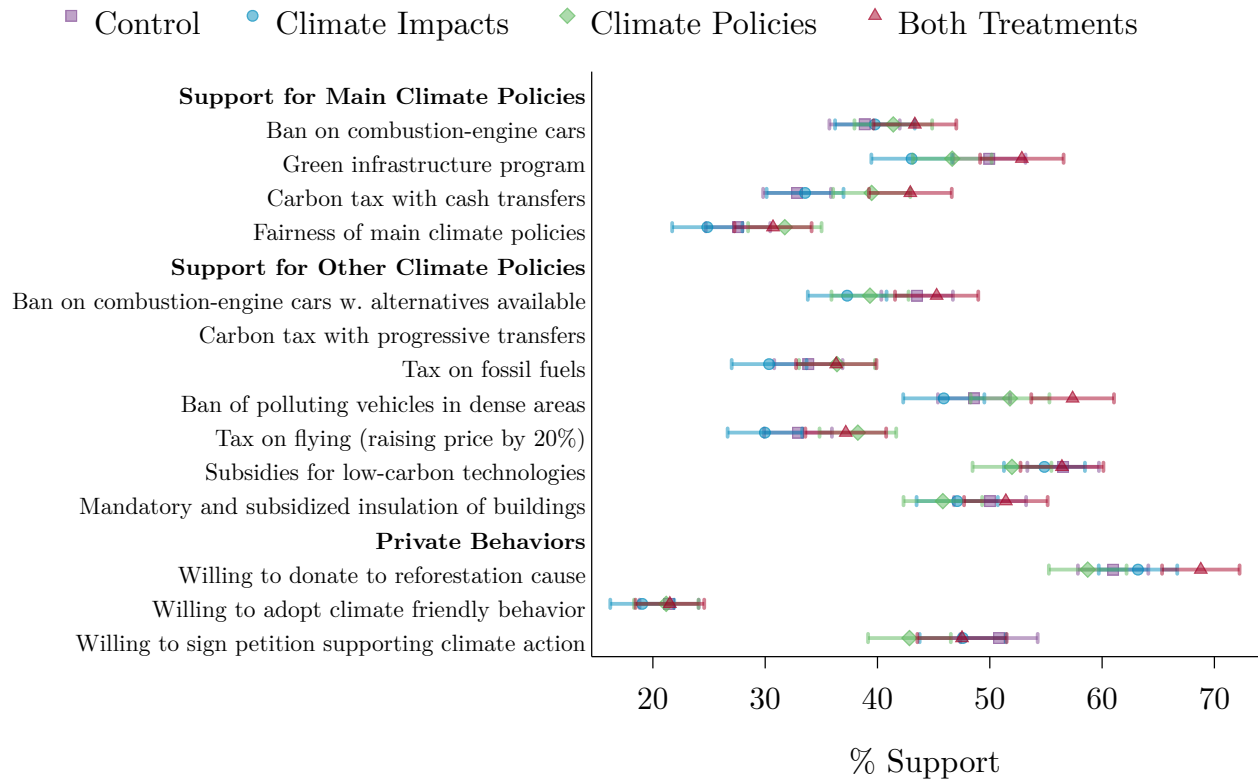 Control Climate Impacts Climate Policies Both Treatments
Support for Main Climate Policies
Ban on combustion-engine cars
Green infrastructure program
Carbon tax with cash transfers
Fairness of main climate policies
Support for Other Climate Policies
Ban on combustion-engine cars w. alternatives available
Carbon tax with progressive transfers
Tax on fossil fuels
Ban of polluting vehicles in dense areas
Tax on flying (raising price by 20%)
Subsidies for low-carbon technologies
Mandatory and subsidized insulation of buildings
Private Behaviors
Willing to donate to reforestation cause
Willing to adopt climate friendly behavior
Willing to sign petition supporting climate action
20 30 40 50 60 70
% Support